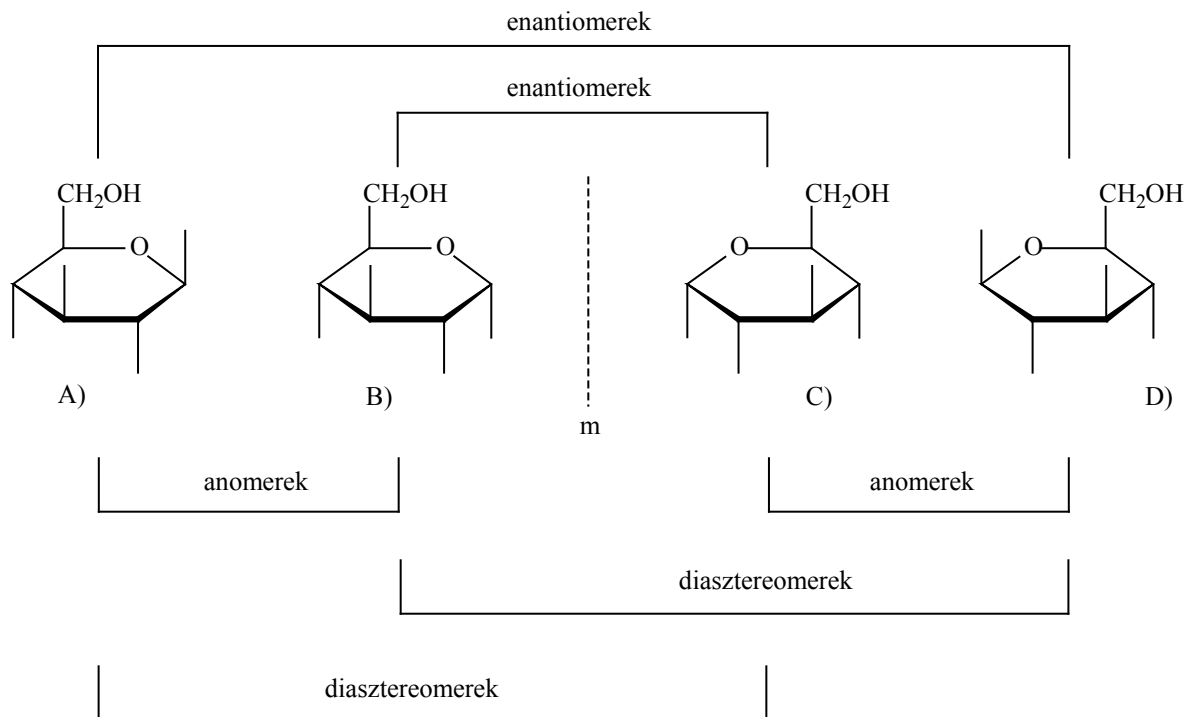 enantiomerek
enantiomerek
CH₂OH CH₂OH CH₂OH CH₂OH
O O O O
A) B) C) D)
m
anomerek anomerek
diasztereomerek
diasztereomerek